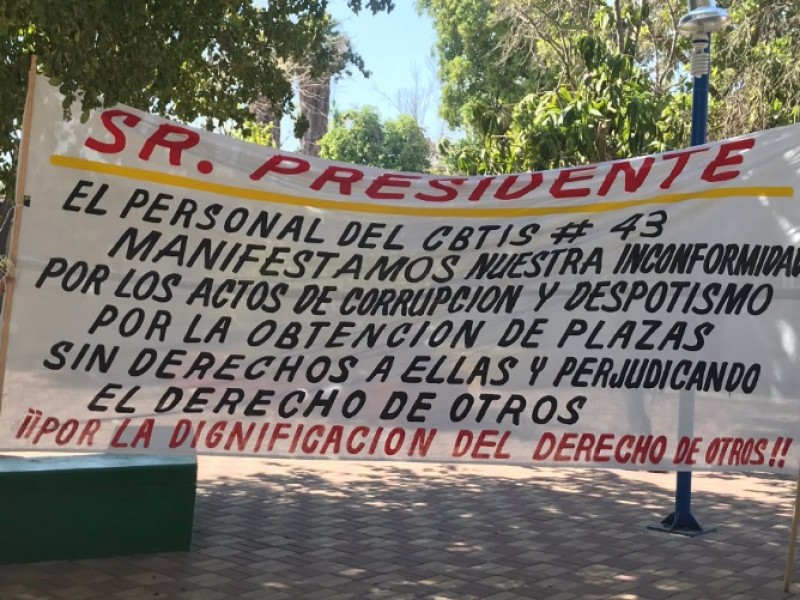 SR. PRESIDENTE
EL PERSONAL DEL CBTIS # 43
MANIFESTAMOS NUESTRA INCONFORMIDAD
POR LOS ACTOS DE CORRUPCION Y DESPOTISMO
POR LA OBTENCION DE PLAZAS
SIN DERECHOS A ELLAS Y PERJUDICANDO
EL DERECHO DE OTROS
¡¡POR LA DIGNIFICACION DEL DERECHO DE OTROS!!